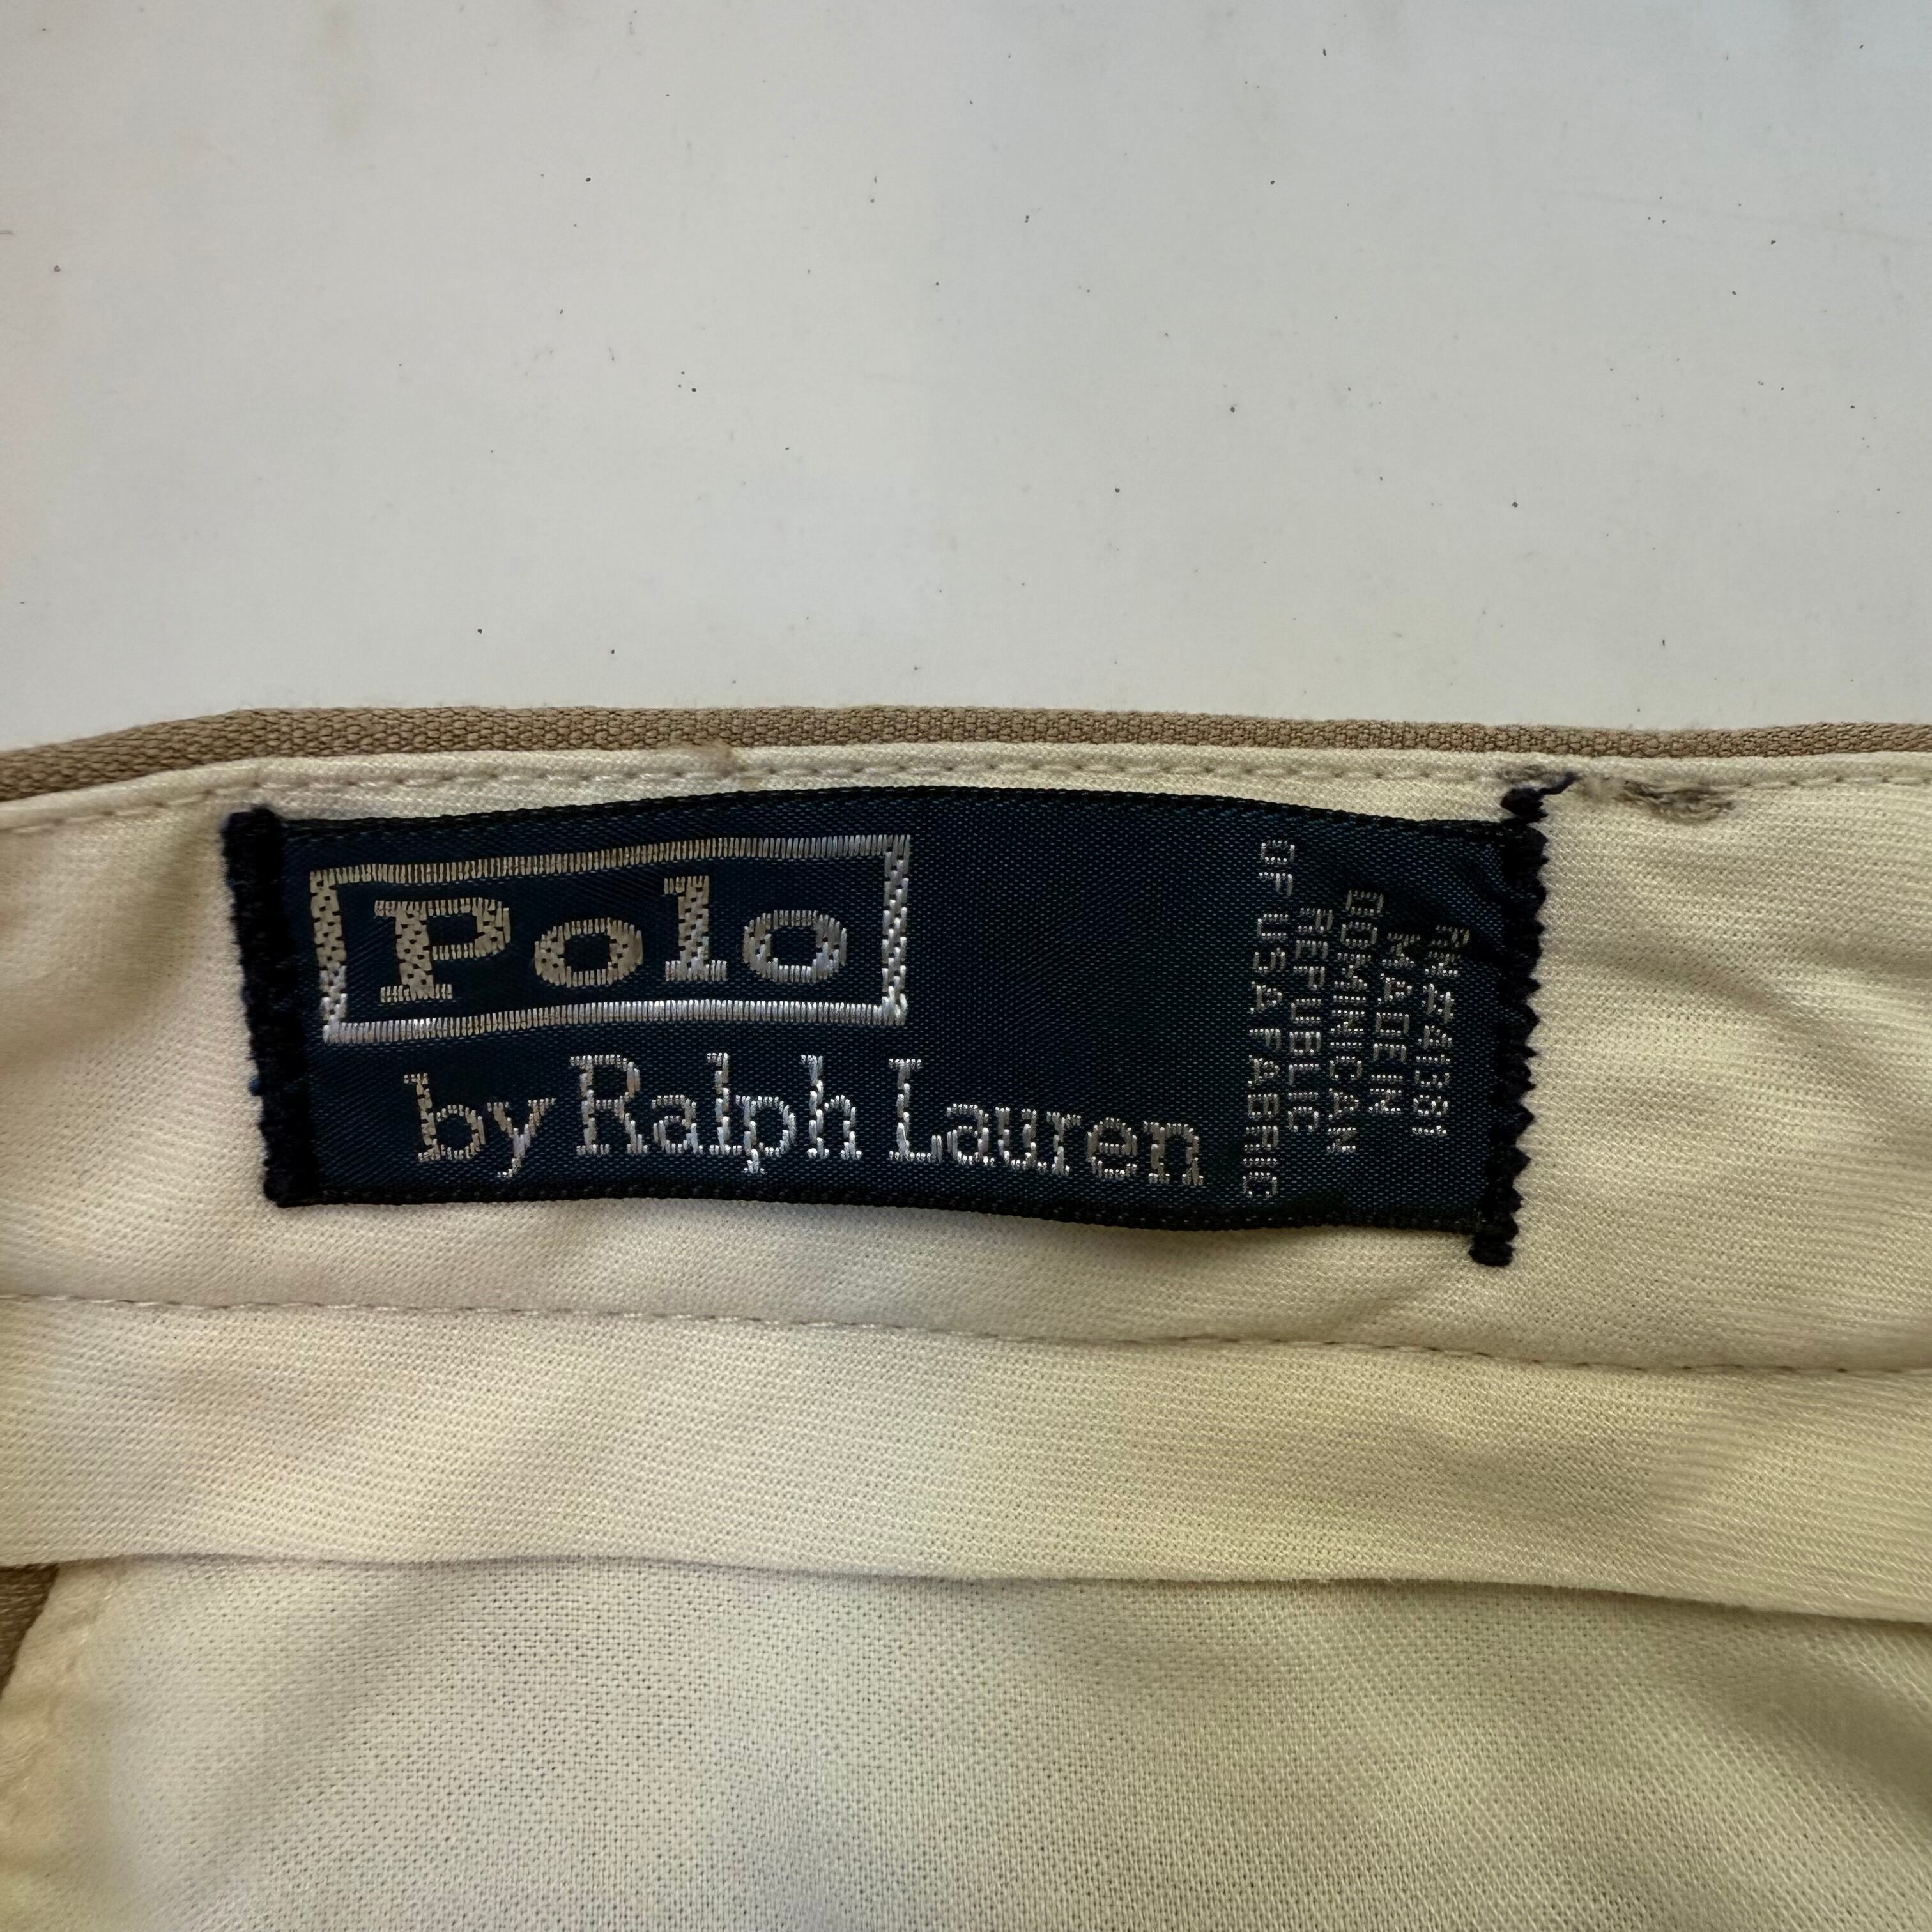 Polo
by Ralph Lauren
RN #41381
MADE IN
DOMINICAN
REPUBLIC
OF USA FABRIC